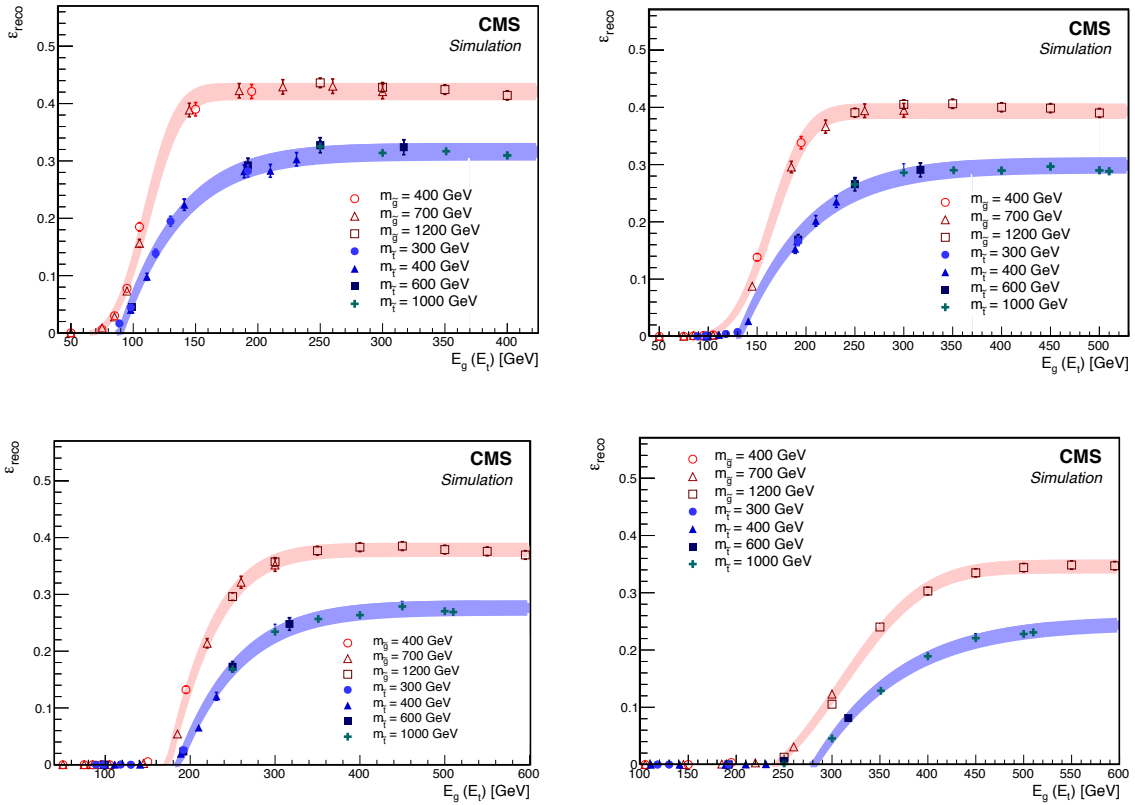 ε_reco
CMS
Simulation
0.5
0.4
0.3
0.2
0.1
0
m_g̃ = 400 GeV
m_g̃ = 700 GeV
m_g̃ = 1200 GeV
m_t̃ = 300 GeV
m_t̃ = 400 GeV
m_t̃ = 600 GeV
m_t̃ = 1000 GeV
50 100 150 200 250 300 350 400
E_g (E_t) [GeV]
ε_reco
CMS
Simulation
0.5
0.4
0.3
0.2
0.1
0
m_g̃ = 400 GeV
m_g̃ = 700 GeV
m_g̃ = 1200 GeV
m_t̃ = 300 GeV
m_t̃ = 400 GeV
m_t̃ = 600 GeV
m_t̃ = 1000 GeV
50 100 150 200 250 300 350 400 450 500
E_g (E_t) [GeV]
ε_reco
CMS
Simulation
0.5
0.4
0.3
0.2
0.1
0
m_g̃ = 400 GeV
m_g̃ = 700 GeV
m_g̃ = 1200 GeV
m_t̃ = 300 GeV
m_t̃ = 400 GeV
m_t̃ = 600 GeV
m_t̃ = 1000 GeV
100 200 300 400 500 600
E_g (E_t) [GeV]
ε_reco
m_g̃ = 400 GeV
m_g̃ = 700 GeV
m_g̃ = 1200 GeV
m_t̃ = 300 GeV
m_t̃ = 400 GeV
m_t̃ = 600 GeV
m_t̃ = 1000 GeV
CMS
Simulation
0.5
0.4
0.3
0.2
0.1
0
100 150 200 250 300 350 400 450 500 550 600
E_g (E_t) [GeV]